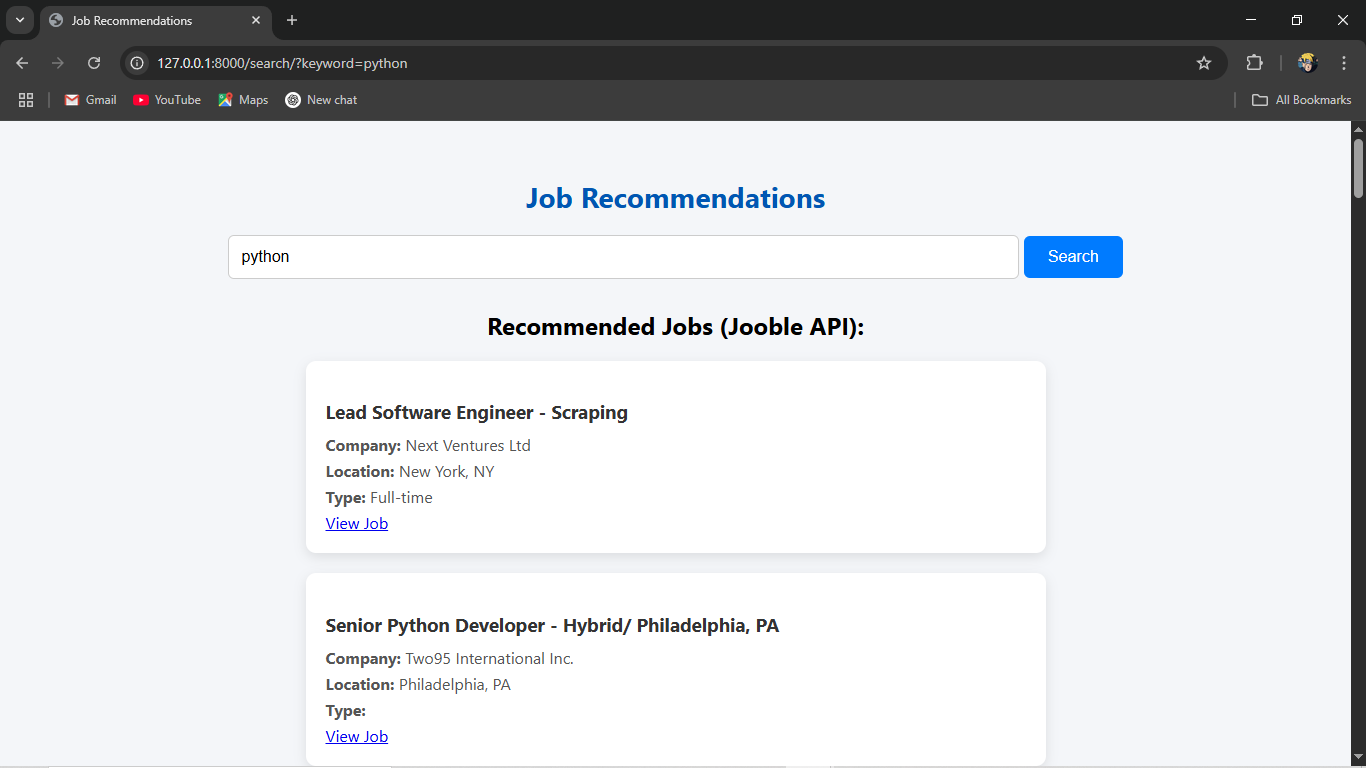 Job Recommendations
127.0.0.1:8000/search/?keyword=python
Gmail YouTube Maps New chat All Bookmarks
Job Recommendations
python Search
Recommended Jobs (Jooble API):
Lead Software Engineer - Scraping
Company: Next Ventures Ltd
Location: New York, NY
Type: Full-time
View Job
Senior Python Developer - Hybrid/ Philadelphia, PA
Company: Two95 International Inc.
Location: Philadelphia, PA
Type:
View Job